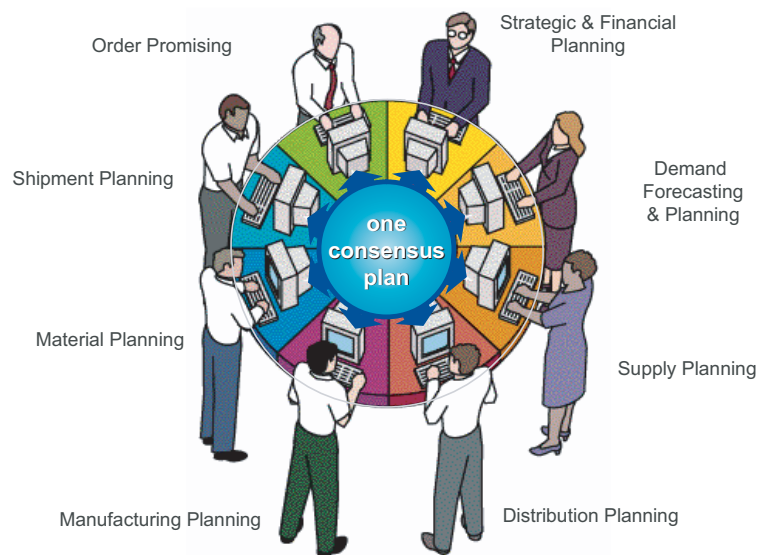 Order Promising
Strategic & Financial
Planning
Shipment Planning
Demand
Forecasting
& Planning
one
consensus
plan
Material Planning
Supply Planning
Manufacturing Planning
Distribution Planning